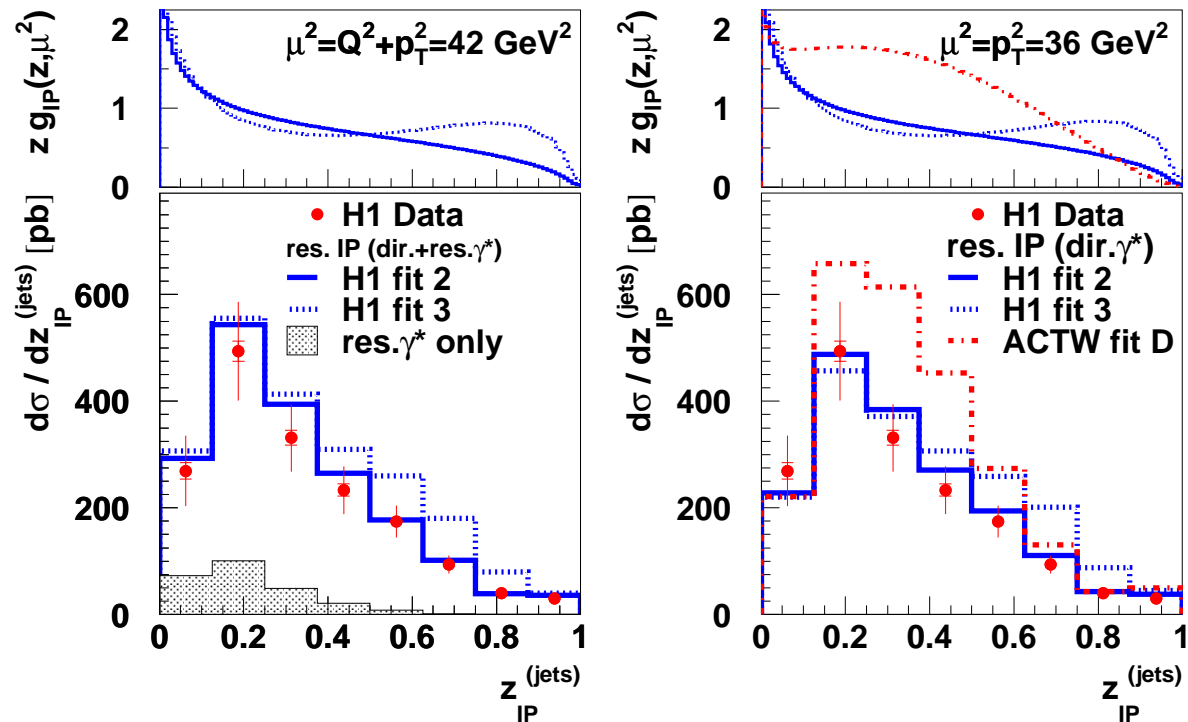 z g_IP(z,μ²)
2
1
0
μ²=Q²+p_T²=42 GeV²
dσ / dz_IP^(jets) [pb]
600
400
200
0
H1 Data
res. IP (dir.+res.γ*)
H1 fit 2
H1 fit 3
res.γ* only
0 0.2 0.4 0.6 0.8 1
z_IP^(jets)
z g_IP(z,μ²)
2
1
0
μ²=p_T²=36 GeV²
dσ / dz_IP^(jets) [pb]
600
400
200
0
H1 Data
res. IP (dir.γ*)
H1 fit 2
H1 fit 3
ACTW fit D
0 0.2 0.4 0.6 0.8 1
z_IP^(jets)